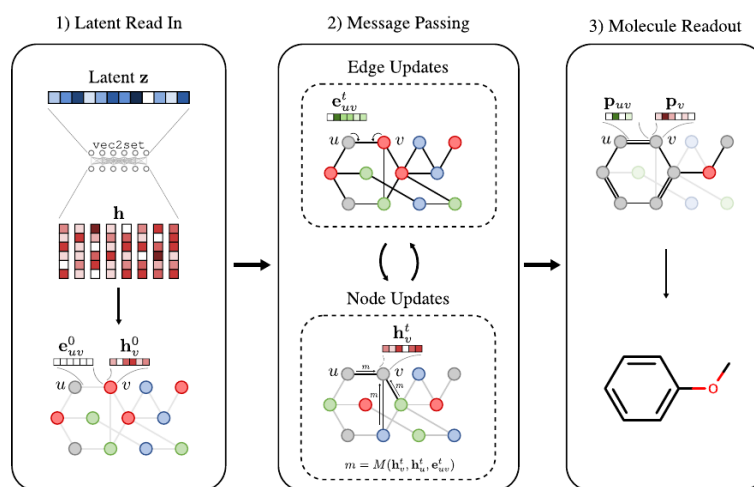 1) Latent Read In
Latent z
vec2set
h
e⁰ᵤᵥ
h⁰ᵥ
u
v
2) Message Passing
Edge Updates
eᵗᵤᵥ
u
v
Node Updates
hᵗᵥ
u
m
v
m
m
m = M(hᵗᵥ, hᵗᵤ, eᵗᵤᵥ)
3) Molecule Readout
pᵤᵥ
pᵥ
u
v
O